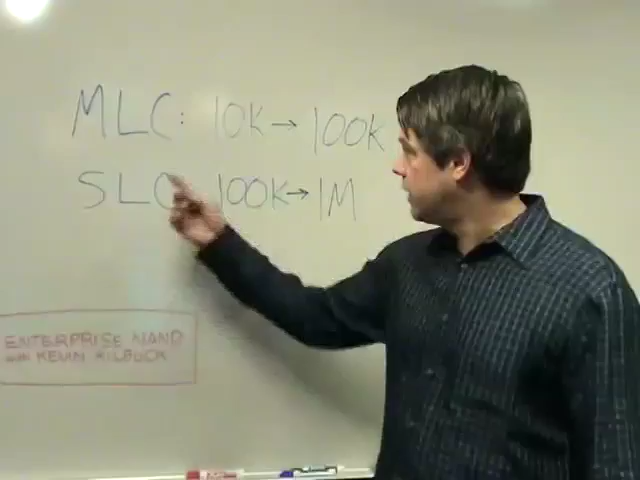 MLC: 10K → 100K
SLC 100K → 1M
ENTERPRISE NAND
WITH KEVIN KILBUCK